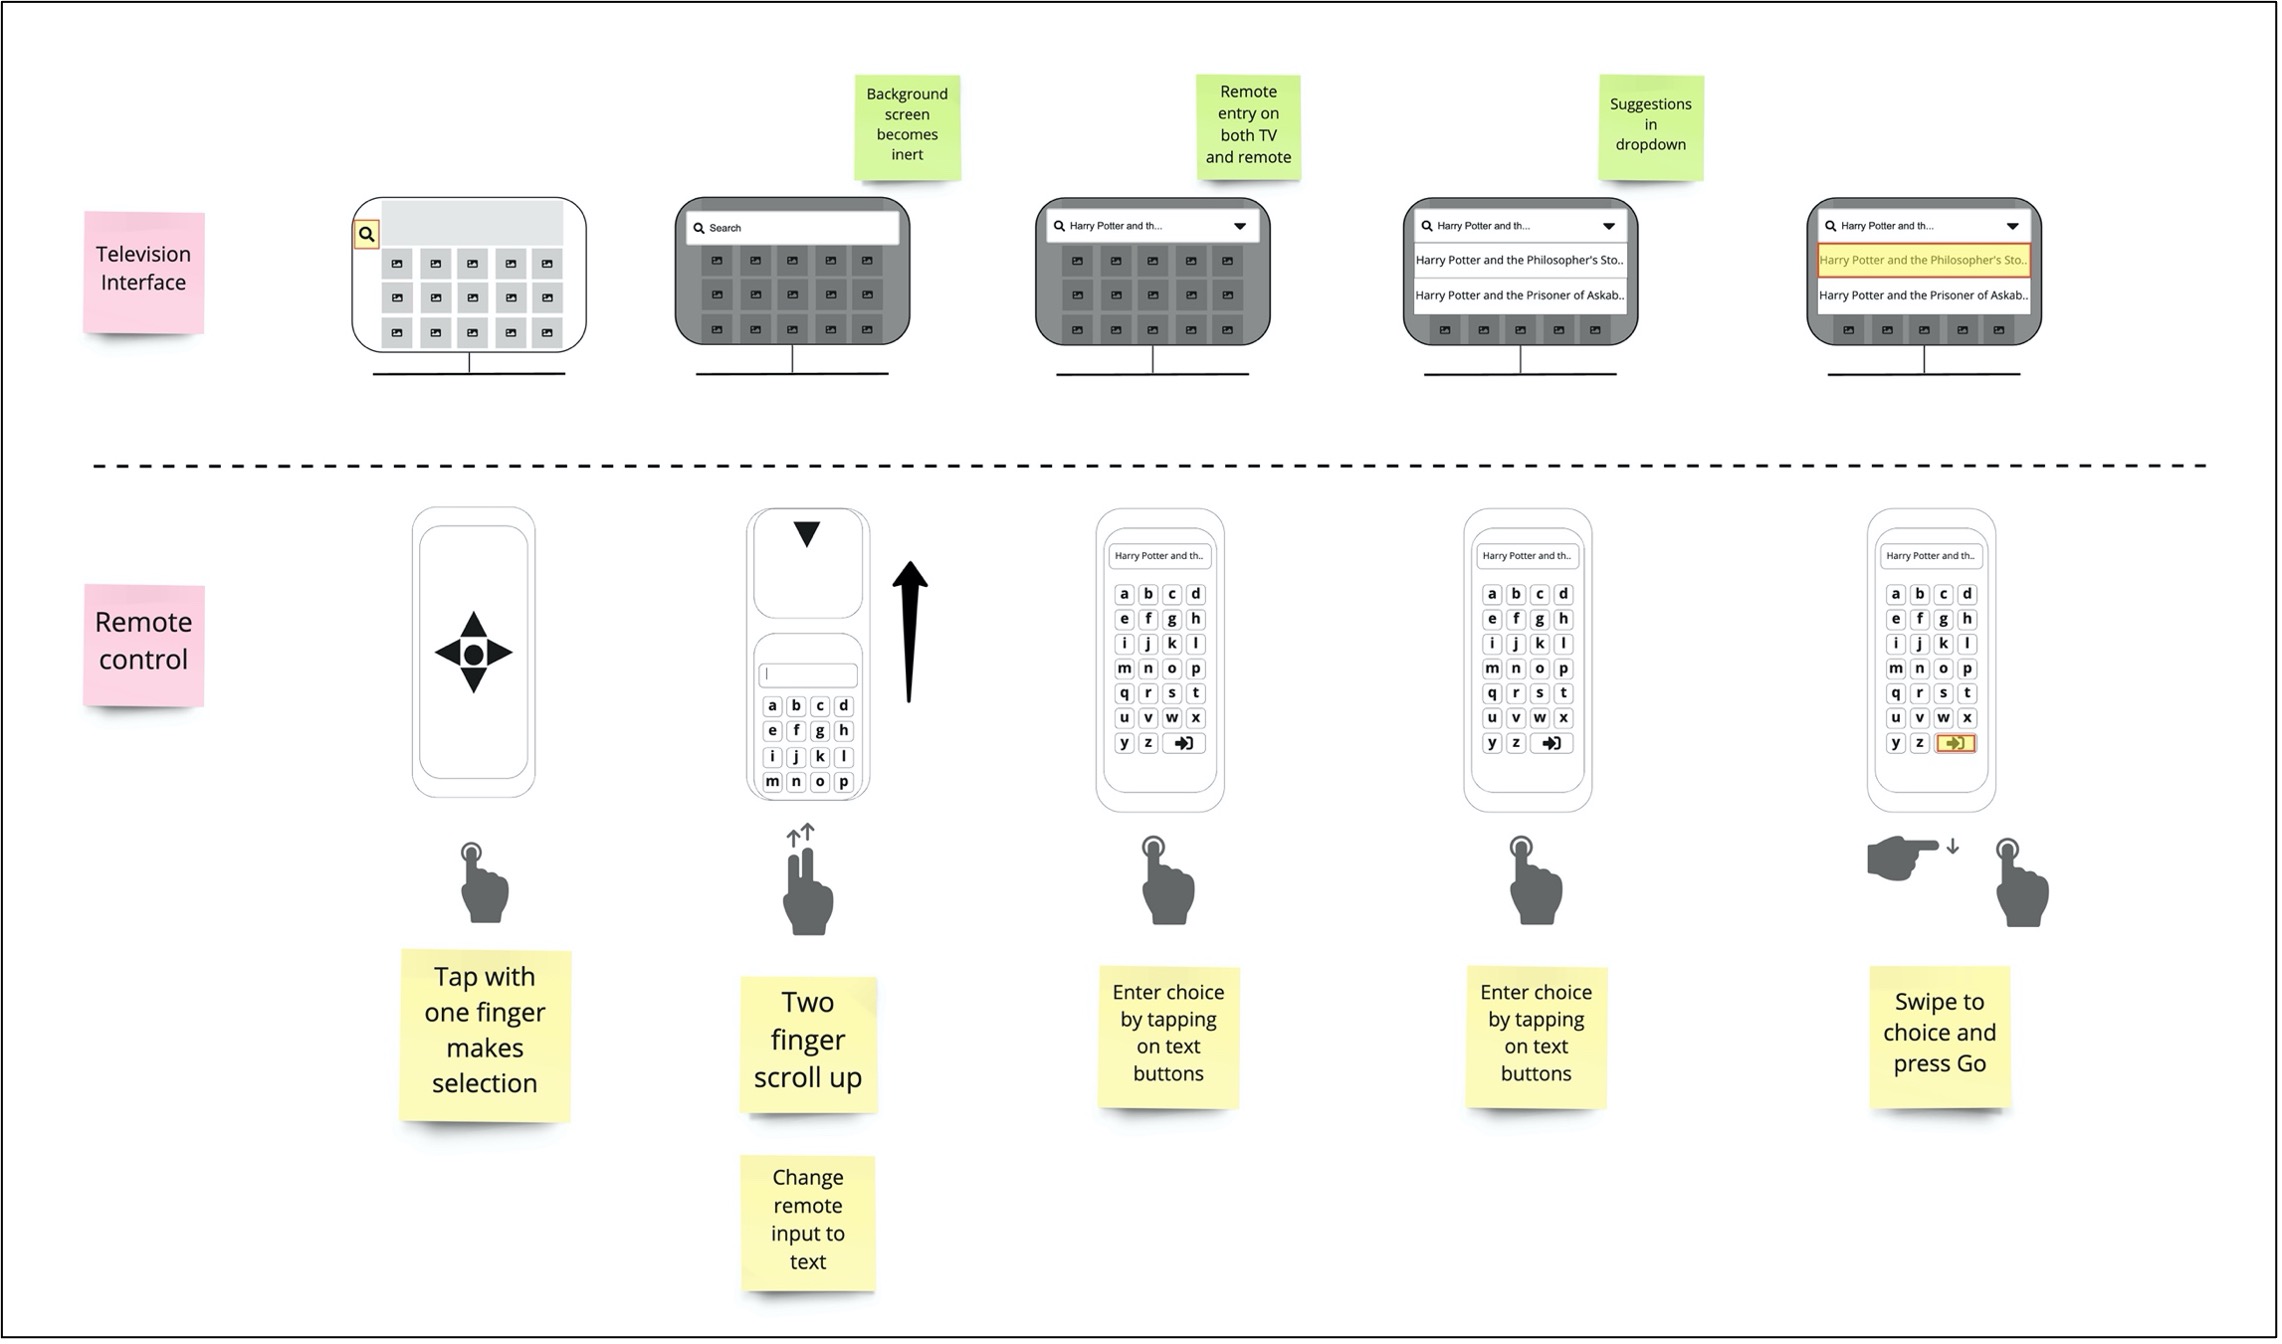 Background
screen
becomes
inert
Remote
entry on
both TV
and remote
Suggestions
in
dropdown
Television
Interface
Search
Harry Potter and th...
Harry Potter and th...
Harry Potter and the Philosopher's Sto..
Harry Potter and the Prisoner of Askab..
Harry Potter and th...
Harry Potter and the Philosopher's Sto..
Harry Potter and the Prisoner of Askab..
Remote
control
a b c d
e f g h
i j k l
m n o p
Harry Potter and th..
a b c d
e f g h
i j k l
m n o p
q r s t
u v w x
y z
Harry Potter and th..
a b c d
e f g h
i j k l
m n o p
q r s t
u v w x
y z
Harry Potter and th..
a b c d
e f g h
i j k l
m n o p
q r s t
u v w x
y z
Tap with
one finger
makes
selection
Two
finger
scroll up
Change
remote
input to
text
Enter choice
by tapping
on text
buttons
Enter choice
by tapping
on text
buttons
Swipe to
choice and
press Go